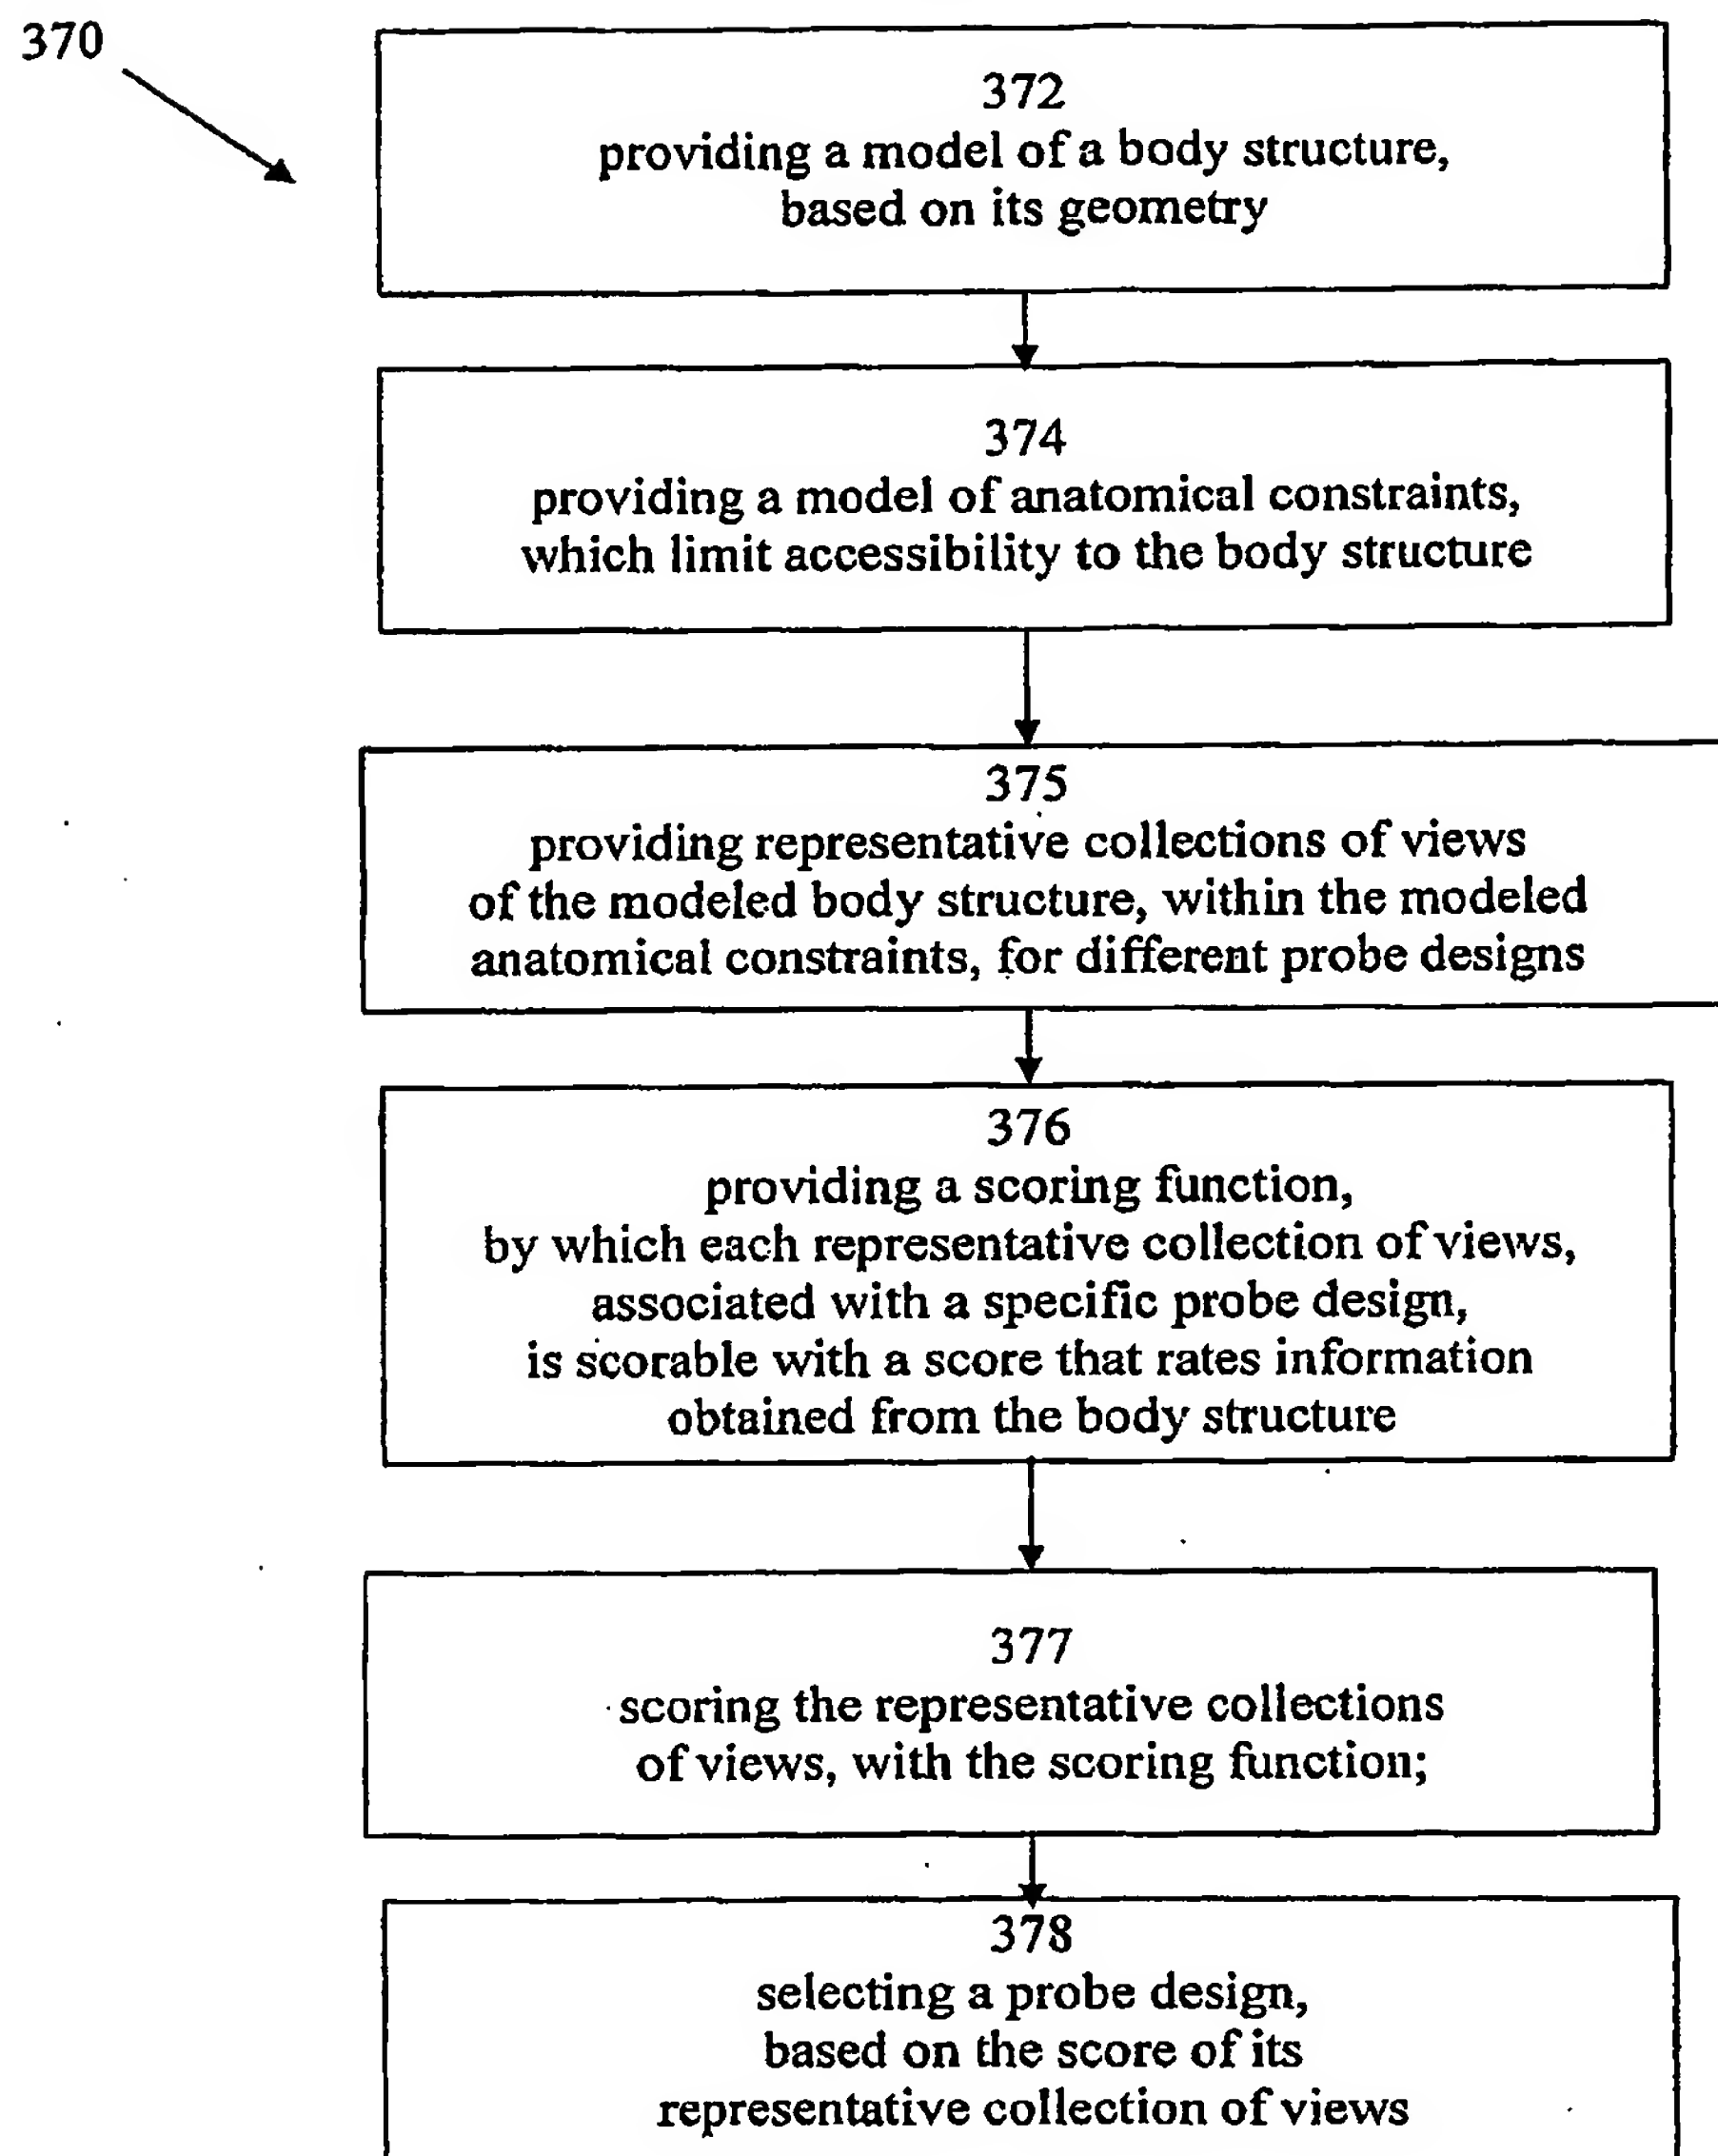 370
372
providing a model of a body structure,
based on its geometry
374
providing a model of anatomical constraints,
which limit accessibility to the body structure
375
providing representative collections of views
of the modeled body structure, within the modeled
anatomical constraints, for different probe designs
376
providing a scoring function,
by which each representative collection of views,
associated with a specific probe design,
is scorable with a score that rates information
obtained from the body structure
377
scoring the representative collections
of views, with the scoring function;
378
selecting a probe design,
based on the score of its
representative collection of views